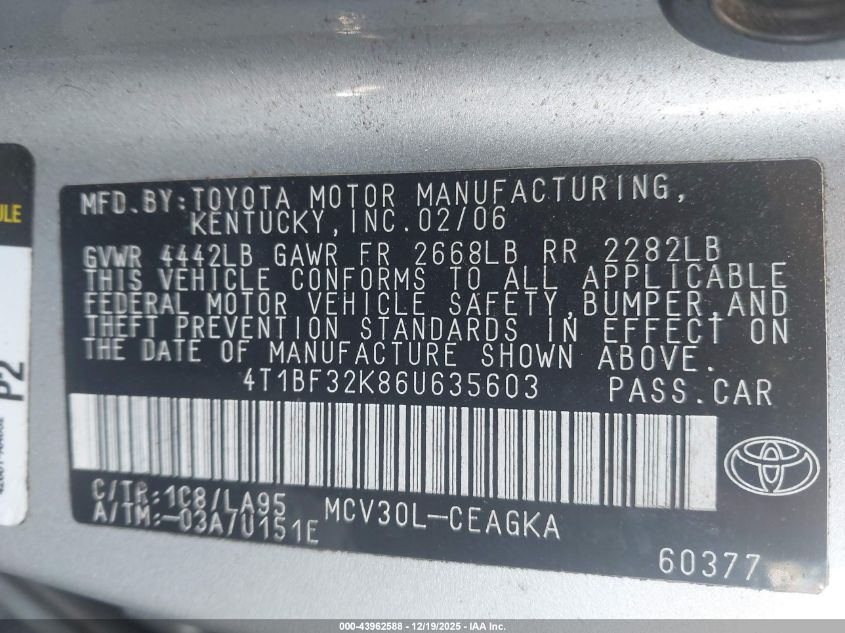 MFD.BY:TOYOTA MOTOR MANUFACTURING,
KENTUCKY,INC.02/06
GVWR 4442LB GAWR FR 2668LB RR 2282LB
THIS VEHICLE CONFORMS TO ALL APPLICABLE
FEDERAL MOTOR VEHICLE SAFETY,BUMPER,AND
THEFT PREVENTION STANDARDS IN EFFECT ON
THE DATE OF MANUFACTURE SHOWN ABOVE.
4T1BF32K86U635603 PASS.CAR
C/TR:1C8/LA95 MCV30L-CEAGKA
A/TM:-03A/U151E
60377
P2
000-43962588 | 12/19/2025 - IAA Inc.